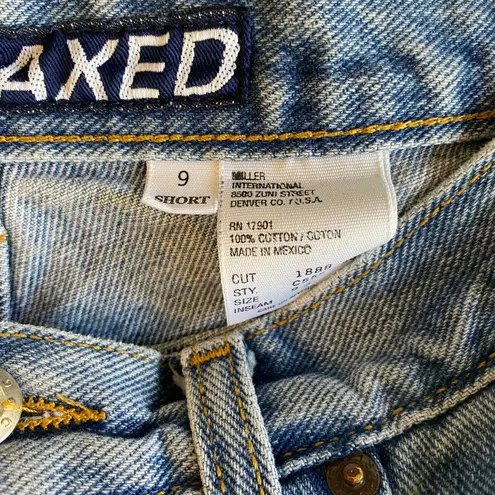 AXED
9
SHORT
MILLER
INTERNATIONAL
8500 ZUNI STREET
DENVER CO. / U.S.A.
RN 17901
100% COTTON / COTON
MADE IN MEXICO
CUT 1888
STY.
SIZE
INSEAM